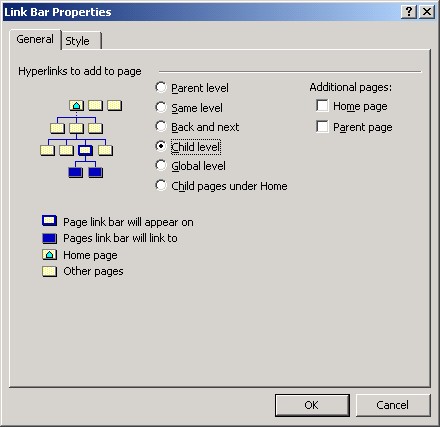 Link Bar Properties
General Style
Hyperlinks to add to page
Parent level
Same level
Back and next
Child level
Global level
Child pages under Home
Additional pages:
Home page
Parent page
Page link bar will appear on
Pages link bar will link to
Home page
Other pages
OK Cancel